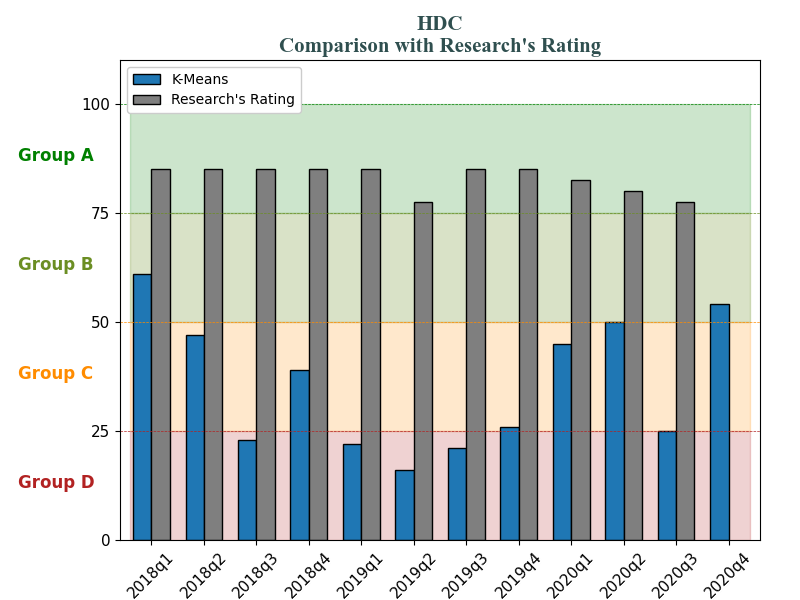 HDC
Comparison with Research's Rating
K-Means
Research's Rating
100
Group A
75
Group B
50
Group C
25
Group D
0
2018q1 2018q2 2018q3 2018q4 2019q1 2019q2 2019q3 2019q4 2020q1 2020q2 2020q3 2020q4